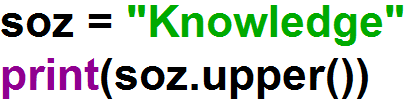 soz = "Knowledge"
print(soz.upper())